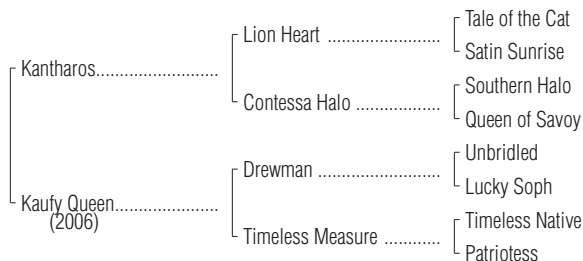 Tale of the Cat
Lion Heart ......................
Satin Sunrise
Kantharos........................
Southern Halo
Contessa Halo .................
Queen of Savoy
Unbridled
Drewman ........................
Lucky Soph
Kaufy Queen....................
(2006)
Timeless Native
Timeless Measure ...........
Patriotess